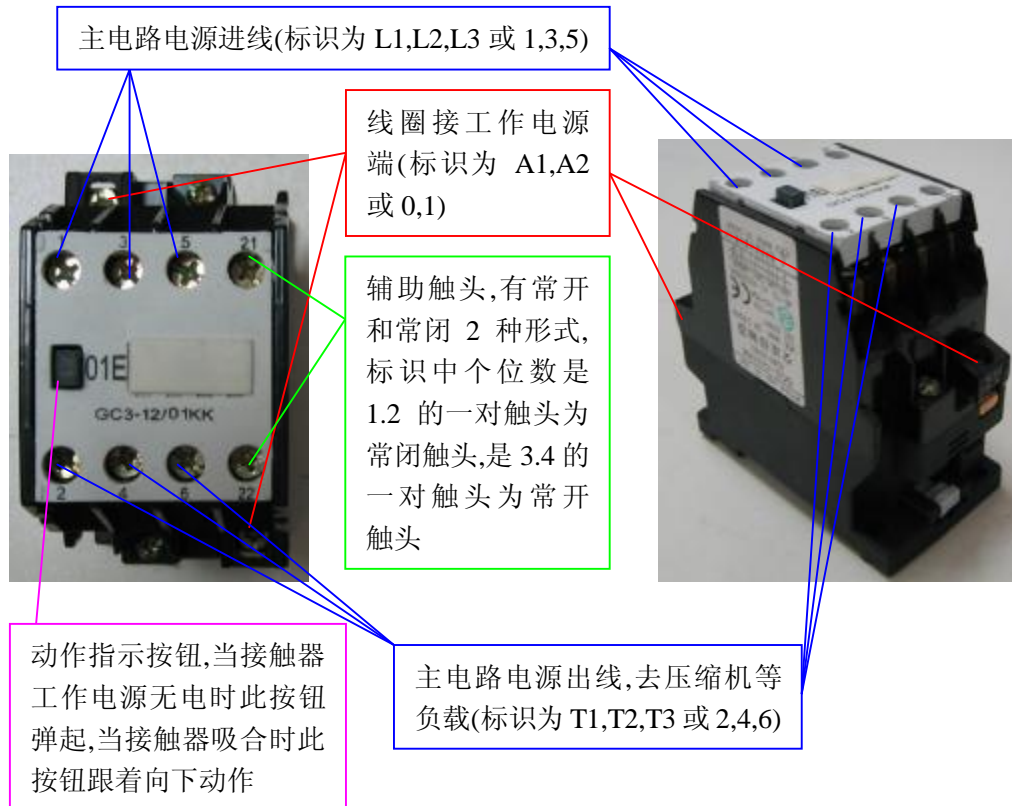 主电路电源进线(标识为 L1,L2,L3 或 1,3,5)
线圈接工作电源
端(标识为 A1,A2
或 0,1)
1
3
5
21
辅助触头,有常开
和常闭 2 种形式,
标识中个位数是
1.2 的一对触头为
常闭触头,是 3.4 的
一对触头为常开
触头
01E
GC3-12/01KK
2
4
6
22
动作指示按钮,当接触器
工作电源无电时此按钮
弹起,当接触器吸合时此
按钮跟着向下动作
主电路电源出线,去压缩机等
负载(标识为 T1,T2,T3 或 2,4,6)
CE